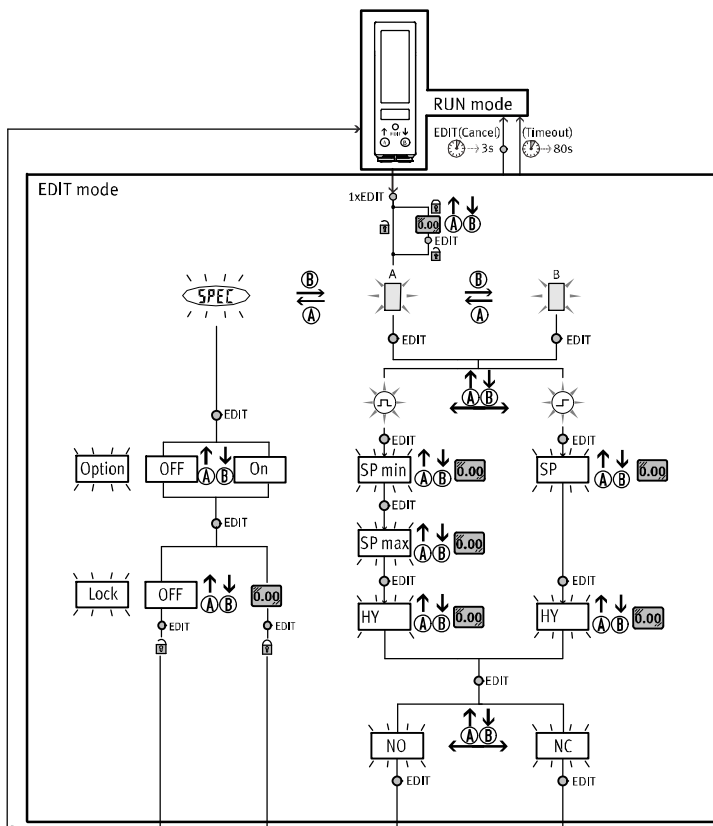 EDIT
A B
RUN mode
EDIT(Cancel) (Timeout)
3s 80s
EDIT mode
1xEDIT
0.00 A B
EDIT
SPEC B A A B A B
EDIT EDIT
A B
EDIT
EDIT EDIT
Option OFF A B On SP min A B 0.00 SP A B 0.00
EDIT
EDIT
SP max A B 0.00
EDIT EDIT
Lock OFF A B 0.00 HY A B 0.00 HY A B 0.00
EDIT EDIT
EDIT
NO A B NC
EDIT EDIT